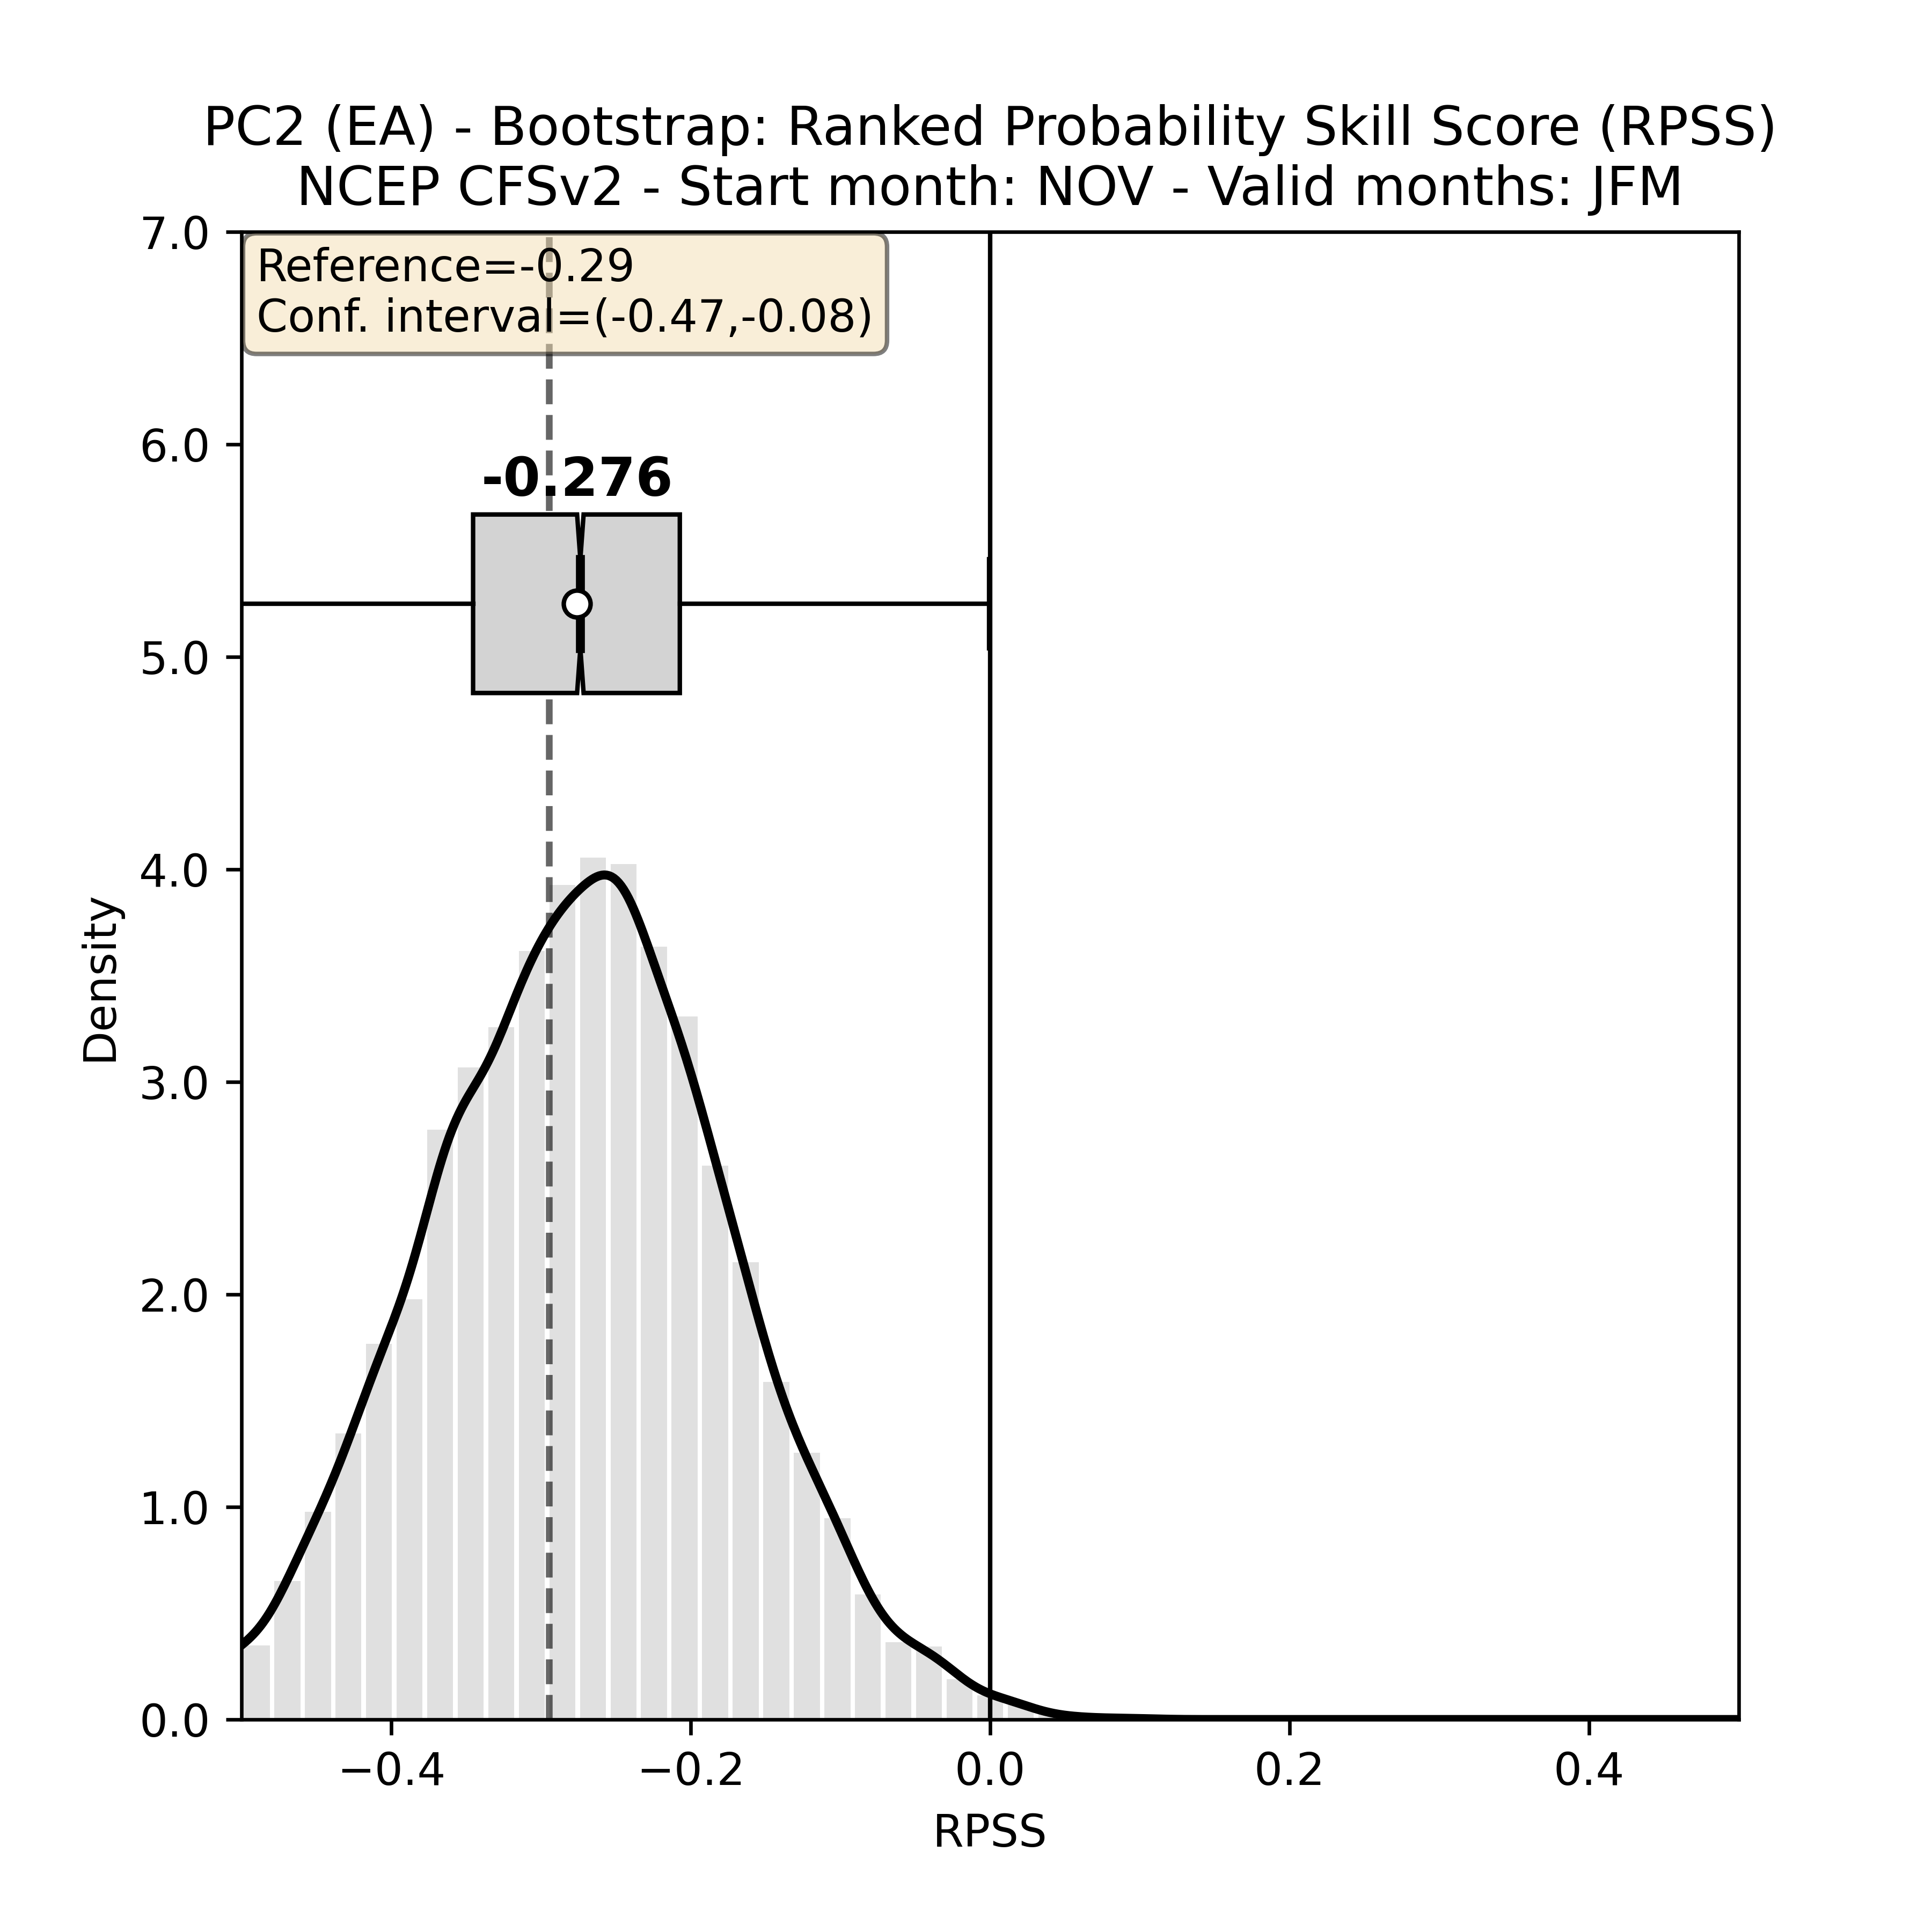 PC2 (EA) - Bootstrap: Ranked Probability Skill Score (RPSS)
NCEP CFSv2 - Start month: NOV - Valid months: JFM
Reference=-0.29
Conf. interval=(-0.47,-0.08)
-0.276
7.0
6.0
5.0
4.0
3.0
2.0
1.0
0.0
Density
−0.4
−0.2
0.0
0.2
0.4
RPSS